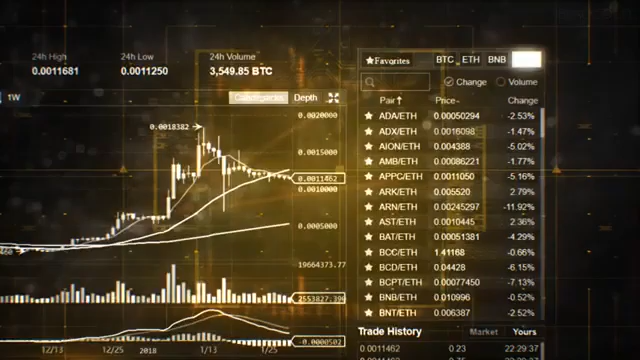 24h High 24h Low 24h Volume
0.0011681 0.0011250 3,549.85 BTC
★Favorites BTC ETH BNB
Change Volume
1W Depth
Pair↑ Price Change
0.0020000
ADA/ETH 0.00050294 -2.53%
0.0018382
ADX/ETH 0.0016098 -1.47%
AION/ETH 0.004388 -5.02%
0.0015000
AMB/ETH 0.00086221 -1.77%
0.0011462
APPC/ETH 0.0011050 -5.16%
0.0010000
ARK/ETH 0.005520 2.79%
ARN/ETH 0.00245297 -11.92%
0.0005000
AST/ETH 0.0010445 2.36%
BAT/ETH 0.00051381 -4.29%
BCC/ETH 1.41168 -0.66%
19664373.77
BCD/ETH 0.04428 -6.15%
BCPT/ETH 0.00077450 -7.13%
2553827.390
BNB/ETH 0.010996 -0.52%
BNT/ETH 0.006387 -2.52%
Trade History Market Yours
-0.0000502
12/13 12/25 2018 1/13 1/25
0.0011462 0.23 22:29:37